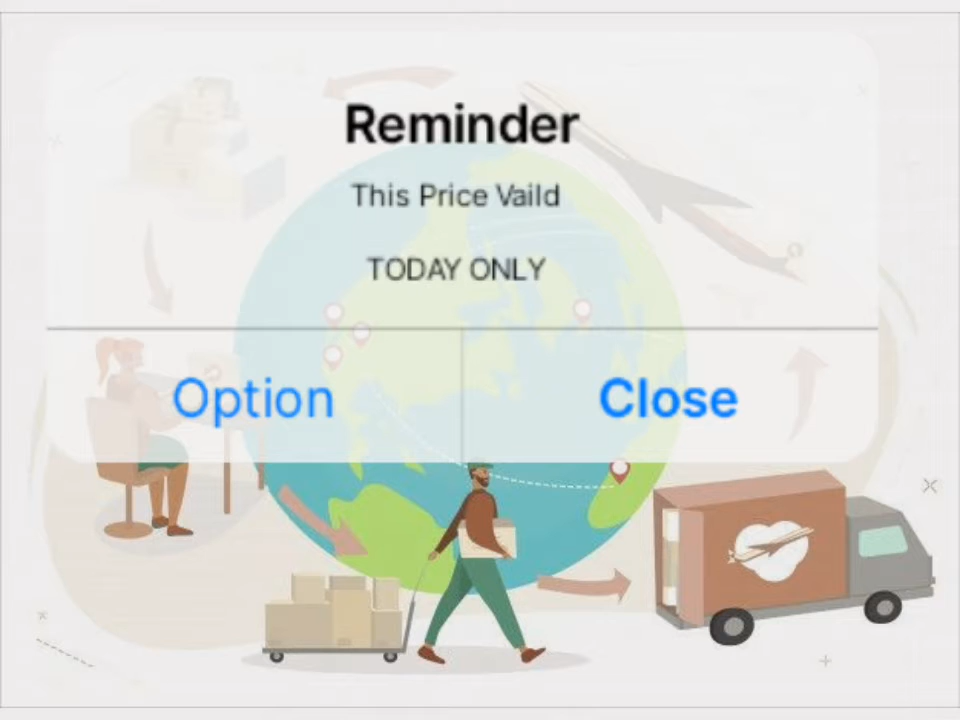 Reminder
This Price Vaild
TODAY ONLY
Option
Close